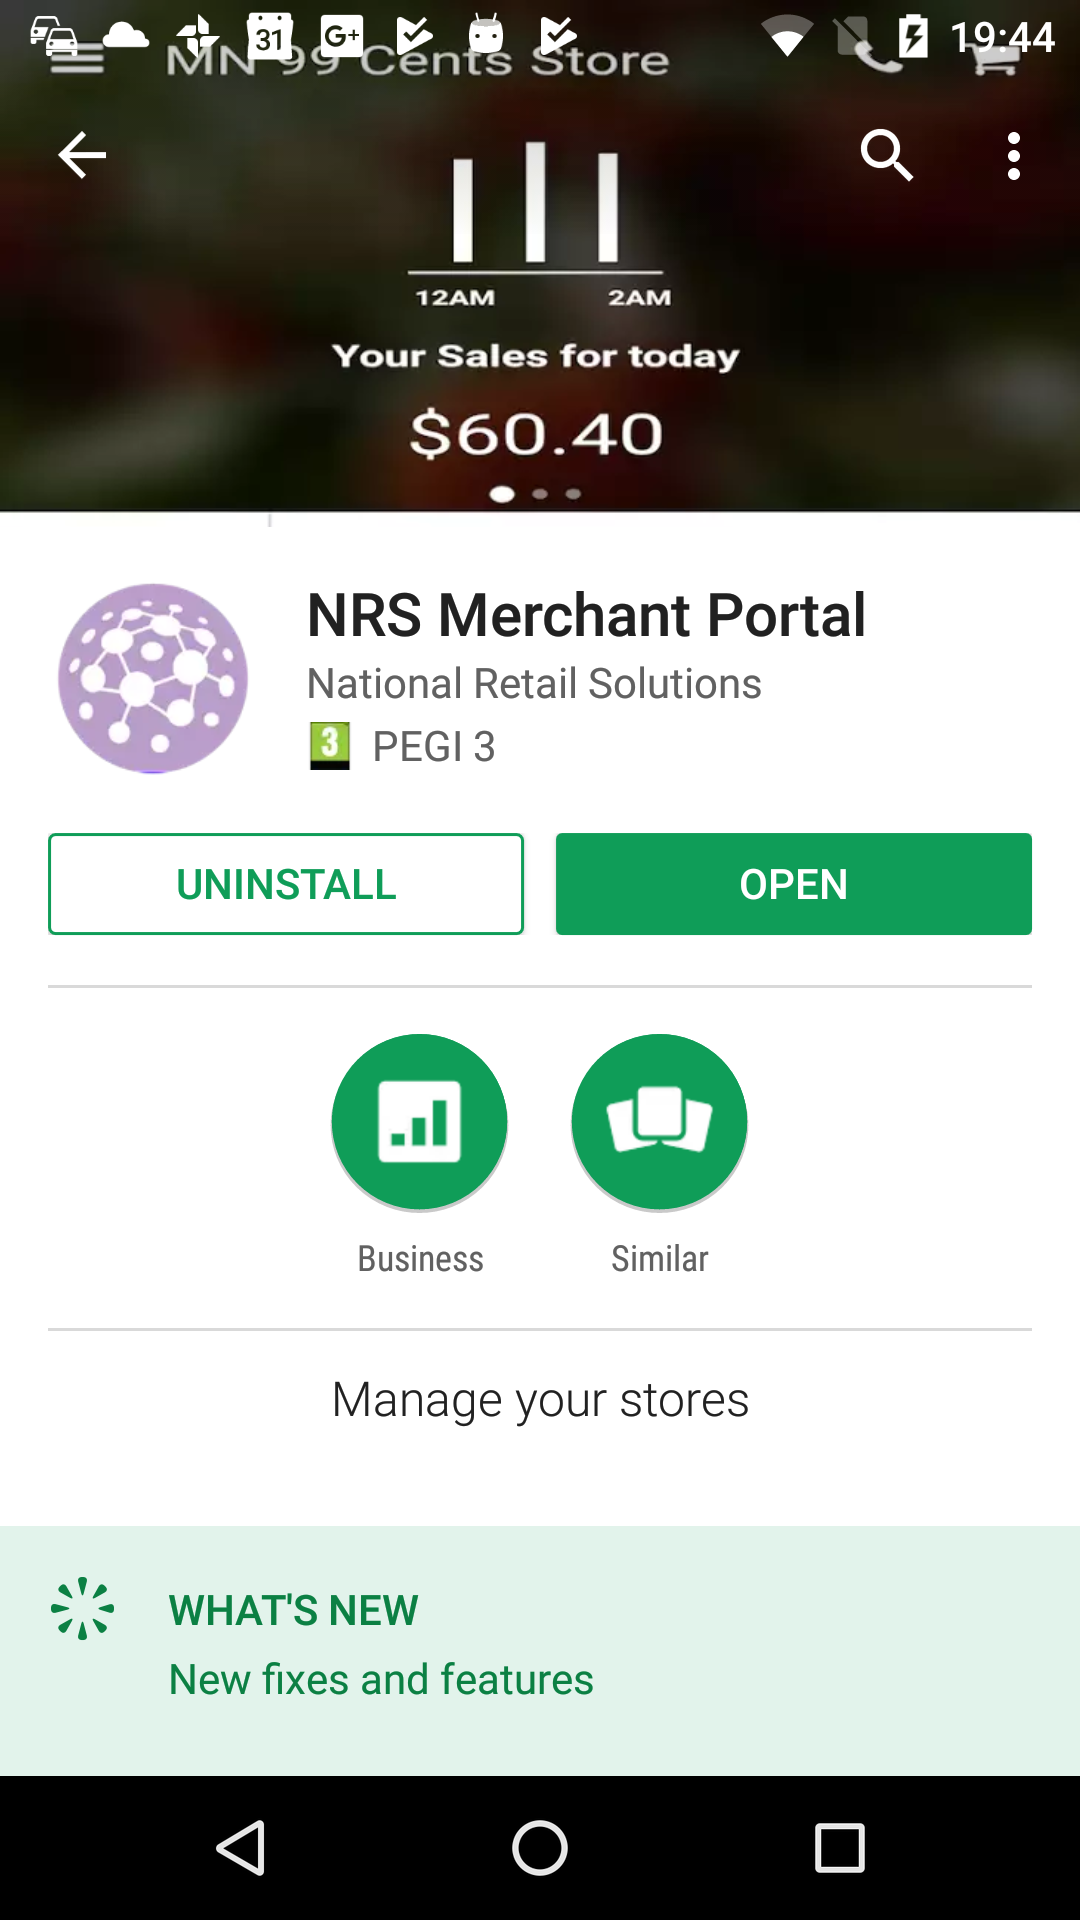 31 G+ 19:44
MN 99 Cents Store
12AM 2AM
Your Sales for today
$60.40
NRS Merchant Portal
National Retail Solutions
3 PEGI 3
UNINSTALL OPEN
Business Similar
Manage your stores
WHAT'S NEW
New fixes and features